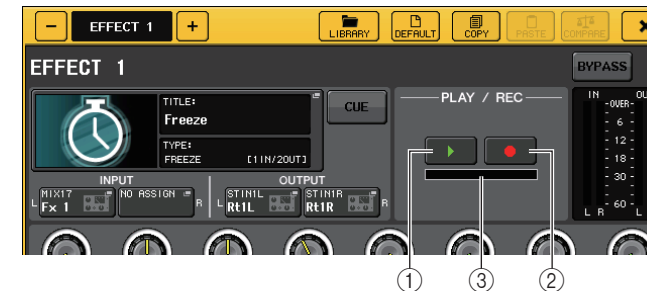 − EFFECT 1 +
LIBRARY DEFAULT COPY PASTE COMPARE
EFFECT 1
BYPASS
TITLE:
Freeze
TYPE:
FREEZE [1IN/2OUT]
CUE
PLAY / REC
IN OU
-OVER-
6
12
18
30
60
L R L
INPUT
L MIX17 Fx 1
NO ASSIGN R
OUTPUT
L STIN1L Rt1L
STIN1R Rt1R R
① ③ ②